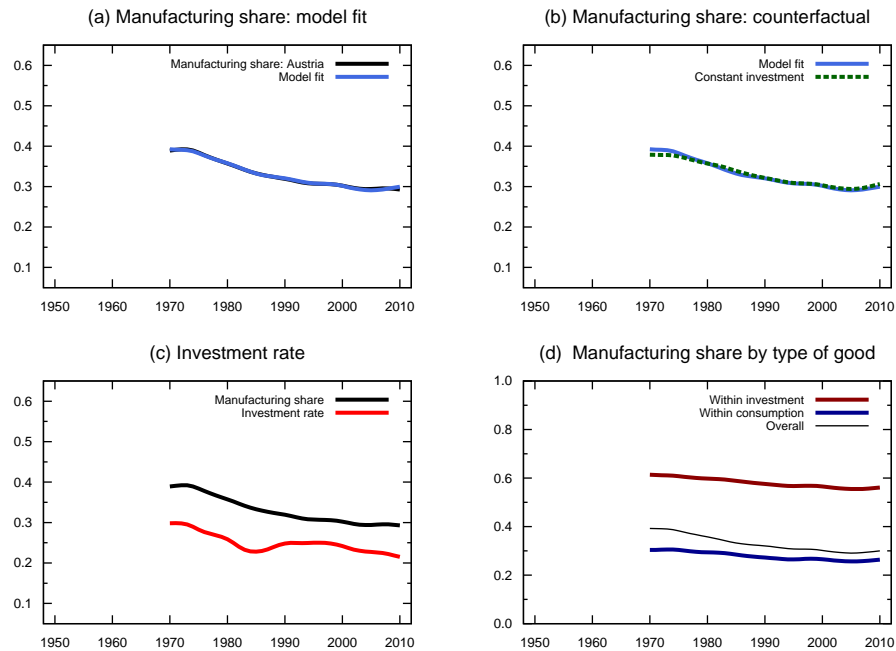 (a) Manufacturing share: model fit
0.6
0.5
0.4
0.3
0.2
0.1
Manufacturing share: Austria
Model fit
1950 1960 1970 1980 1990 2000 2010
(b) Manufacturing share: counterfactual
0.6
0.5
0.4
0.3
0.2
0.1
Model fit
Constant investment
1950 1960 1970 1980 1990 2000 2010
(c) Investment rate
0.6
0.5
0.4
0.3
0.2
0.1
Manufacturing share
Investment rate
1950 1960 1970 1980 1990 2000 2010
(d) Manufacturing share by type of good
1.0
0.8
0.6
0.4
0.2
0.0
Within investment
Within consumption
Overall
1950 1960 1970 1980 1990 2000 2010